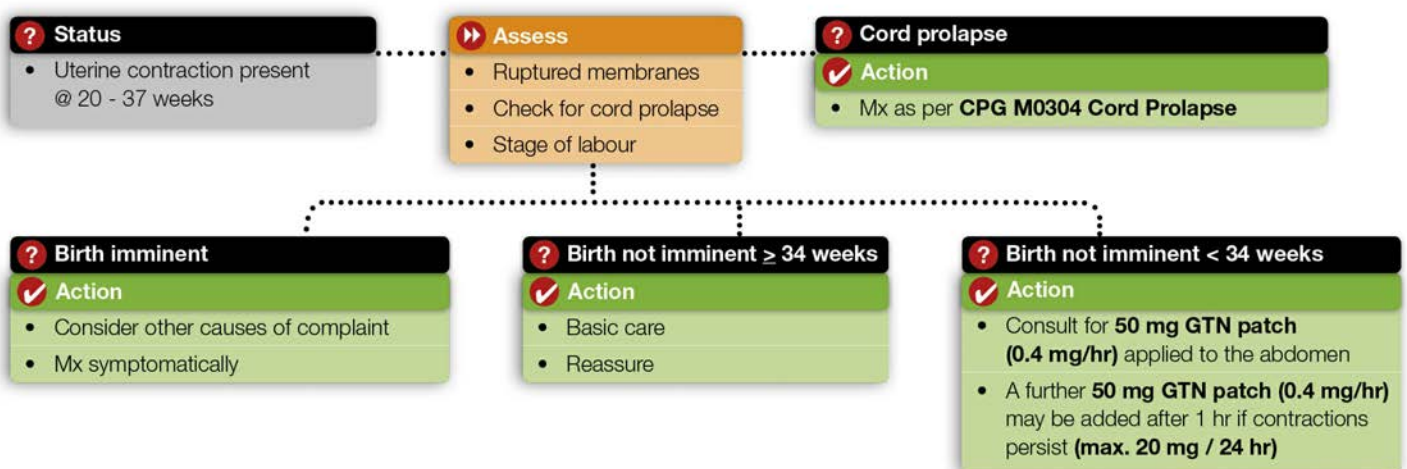 Status
• Uterine contraction present
@ 20 - 37 weeks
Assess
• Ruptured membranes
• Check for cord prolapse
• Stage of labour
Cord prolapse
Action
• Mx as per CPG M0304 Cord Prolapse
Birth imminent
Action
• Consider other causes of complaint
• Mx symptomatically
Birth not imminent ≥ 34 weeks
Action
• Basic care
• Reassure
Birth not imminent < 34 weeks
Action
• Consult for 50 mg GTN patch
(0.4 mg/hr) applied to the abdomen
• A further 50 mg GTN patch (0.4 mg/hr)
may be added after 1 hr if contractions
persist (max. 20 mg / 24 hr)